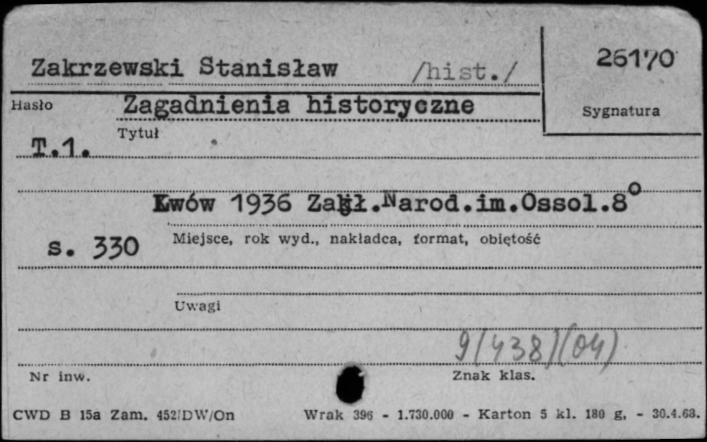 Zakrzewski Stanisław /hist./
26170
Hasło
Zagadnienia historyczne
Sygnatura
Tytuł
T.1.
Lwów 1936 Zakł.Narod.im.Ossol.8°
s. 330
Miejsce, rok wyd., nakładca, format, obiętość
Uwagi
9(438)(04)
Nr inw.
Znak klas.
CWD B 15a Zam. 452/DW/On Wrak 396 - 1.730.000 - Karton 5 kl. 180 g. - 30.4.68.